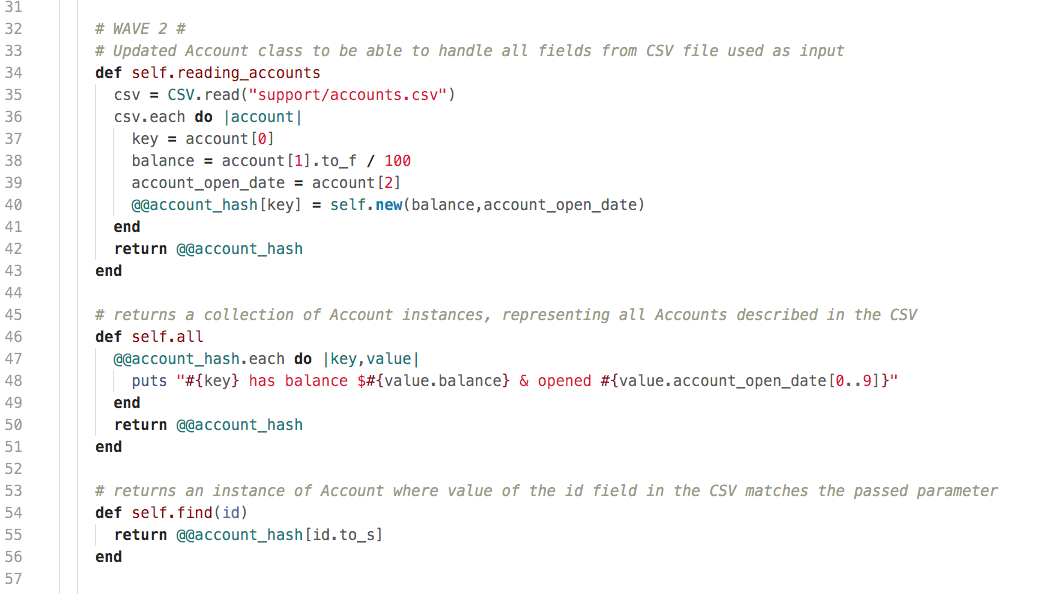 31
32 # WAVE 2 #
33 # Updated Account class to be able to handle all fields from CSV file used as input
34 def self.reading_accounts
35 csv = CSV.read("support/accounts.csv")
36 csv.each do |account|
37 key = account[0]
38 balance = account[1].to_f / 100
39 account_open_date = account[2]
40 @@account_hash[key] = self.new(balance,account_open_date)
41 end
42 return @@account_hash
43 end
44
45 # returns a collection of Account instances, representing all Accounts described in the CSV
46 def self.all
47 @@account_hash.each do |key,value|
48 puts "#{key} has balance $#{value.balance} & opened #{value.account_open_date[0..9]}"
49 end
50 return @@account_hash
51 end
52
53 # returns an instance of Account where value of the id field in the CSV matches the passed parameter
54 def self.find(id)
55 return @@account_hash[id.to_s]
56 end
57